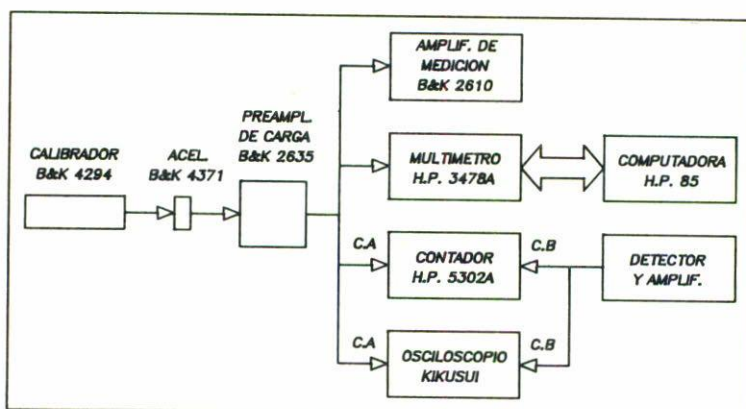 AMPLIF. DE
MEDICION
B&K 2610
PREAMPL.
DE CARGA
B&K 2635
CALIBRADOR
B&K 4294
ACEL.
B&K 4371
MULTIMETRO
H.P. 3478A
COMPUTADORA
H.P. 85
C.A
CONTADOR
H.P. 5302A
C.B
DETECTOR
Y AMPLIF.
C.A
OSCILOSCOPIO
KIKUSUI
C.B